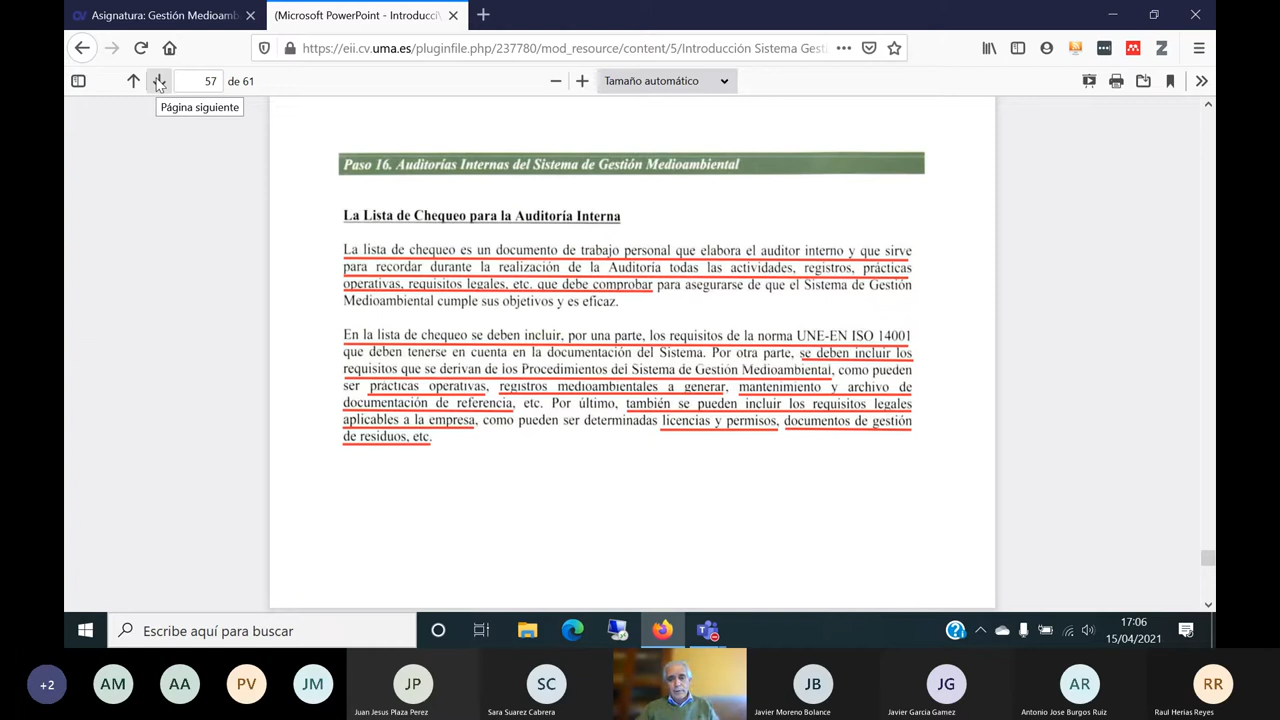 Asignatura: Gestión Medioamb
(Microsoft PowerPoint - Introducci
https://eii.cv.uma.es/pluginfile.php/237780/mod_resource/content/5/Introducción Sistema Gest
57 de 61
Tamaño automático
Página siguiente
Paso 16. Auditorías Internas del Sistema de Gestión Medioambiental
La Lista de Chequeo para la Auditoría Interna
La lista de chequeo es un documento de trabajo personal que elabora el auditor interno y que sirve
para recordar durante la realización de la Auditoría todas las actividades, registros, prácticas
operativas, requisitos legales, etc. que debe comprobar para asegurarse de que el Sistema de Gestión
Medioambiental cumple sus objetivos y es eficaz.
En la lista de chequeo se deben incluir, por una parte, los requisitos de la norma UNE-EN ISO 14001
que deben tenerse en cuenta en la documentación del Sistema. Por otra parte, se deben incluir los
requisitos que se derivan de los Procedimientos del Sistema de Gestión Medioambiental, como pueden
ser prácticas operativas, registros medioambientales a generar, mantenimiento y archivo de
documentación de referencia, etc. Por último, también se pueden incluir los requisitos legales
aplicables a la empresa, como pueden ser determinadas licencias y permisos, documentos de gestión
de residuos, etc.
Escribe aquí para buscar
17:06
15/04/2021
+2
AM
AA
PV
JM
JP
SC
JB
JG
AR
RR
Juan Jesus Plaza Perez
Sara Suarez Cabrera
Javier Moreno Bolance
Javier Garcia Gamez
Antonio Jose Burgos Ruiz
Raul Herias Reyes